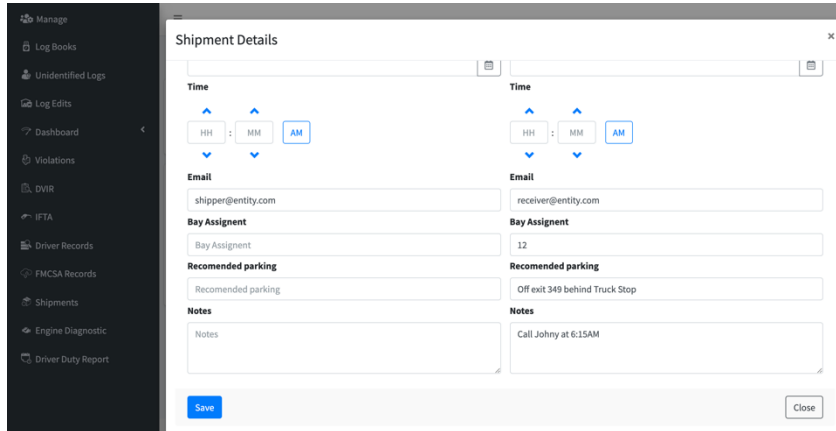 Manage
Log Books
Unidentified Logs
Log Edits
Dashboard
Violations
DVIR
IFTA
Driver Records
FMCSA Records
Shipments
Engine Diagnostic
Driver Duty Report
Shipment Details
×
Time
Time
HH : MM AM
HH : MM AM
Email
Email
shipper@entity.com
receiver@entity.com
Bay Assignent
Bay Assignent
Bay Assignent
12
Recomended parking
Recomended parking
Recomended parking
Off exit 349 behind Truck Stop
Notes
Notes
Notes
Call Johny at 6:15AM
Save
Close